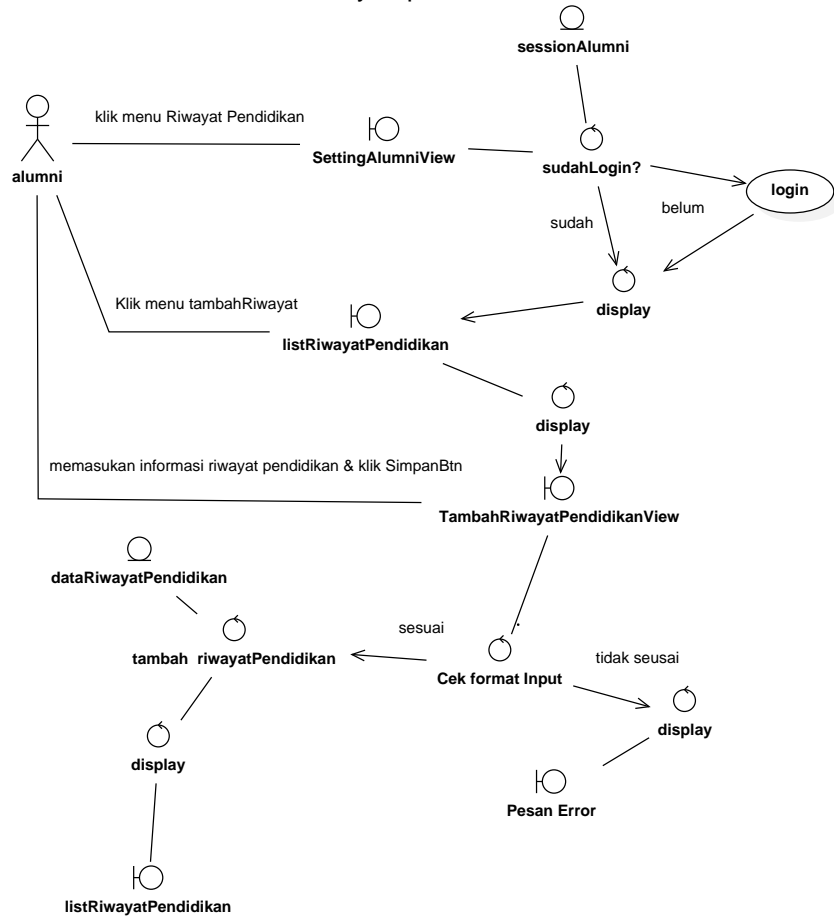 sessionAlumni
klik menu Riwayat Pendidikan
SettingAlumniView
sudahLogin?
alumni
login
sudah
belum
Klik menu tambahRiwayat
display
listRiwayatPendidikan
display
memasukan informasi riwayat pendidikan & klik SimpanBtn
TambahRiwayatPendidikanView
dataRiwayatPendidikan
sesuai
tidak seusai
tambah riwayatPendidikan
Cek format Input
display
display
Pesan Error
listRiwayatPendidikan